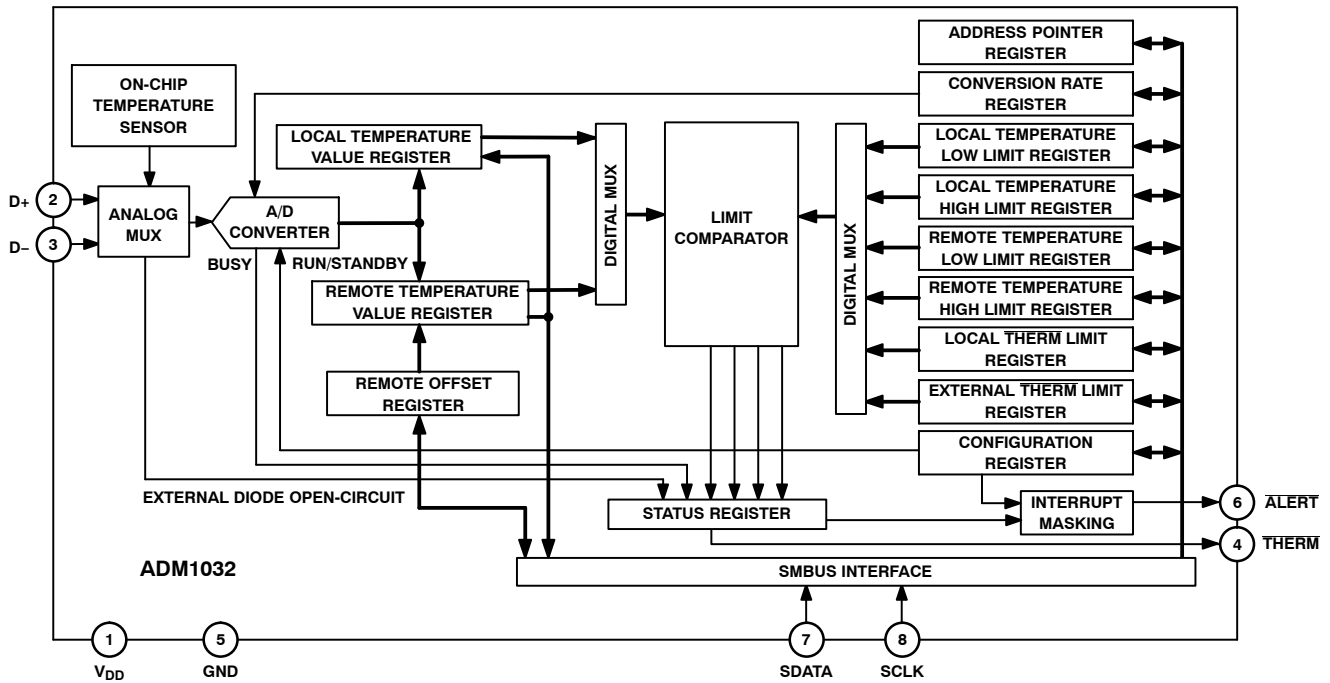 ADDRESS POINTER
REGISTER
CONVERSION RATE
REGISTER
ON-CHIP
TEMPERATURE
SENSOR
LOCAL TEMPERATURE
VALUE REGISTER
LOCAL TEMPERATURE
LOW LIMIT REGISTER
LOCAL TEMPERATURE
HIGH LIMIT REGISTER
REMOTE TEMPERATURE
LOW LIMIT REGISTER
REMOTE TEMPERATURE
HIGH LIMIT REGISTER
LOCAL THERM LIMIT
REGISTER
EXTERNAL THERM LIMIT
REGISTER
CONFIGURATION
REGISTER
D+
2
D−
3
ANALOG
MUX
A/D
CONVERTER
BUSY
RUN/STANDBY
DIGITAL MUX
LIMIT
COMPARATOR
DIGITAL MUX
REMOTE TEMPERATURE
VALUE REGISTER
REMOTE OFFSET
REGISTER
EXTERNAL DIODE OPEN-CIRCUIT
STATUS REGISTER
INTERRUPT
MASKING
6
ALERT
4
THERM
ADM1032
SMBUS INTERFACE
1
VDD
5
GND
7
SDATA
8
SCLK